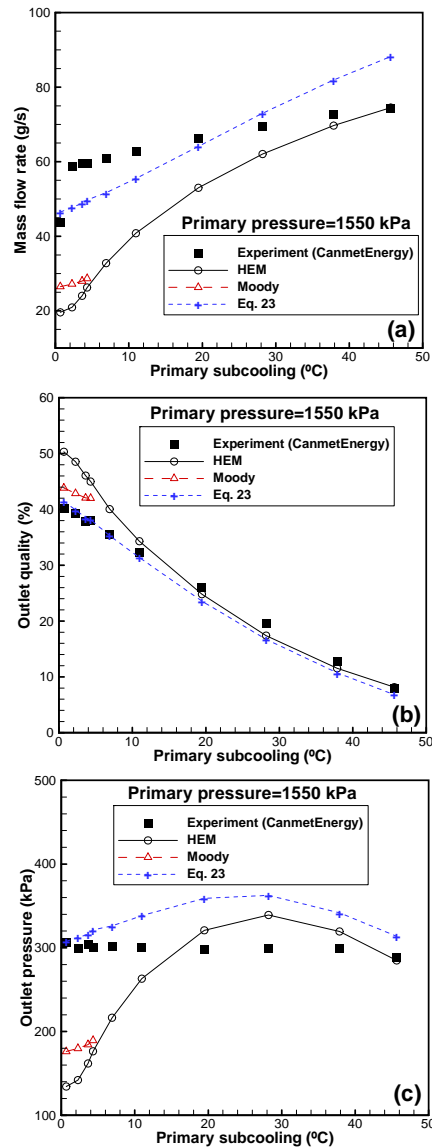 100
80
60
40
20
0
10
20
30
40
50
Mass flow rate (g/s)
Primary subcooling (ºC)
Primary pressure=1550 kPa
Experiment (CanmetEnergy)
HEM
Moody
Eq. 23
(a)
60
50
40
30
20
10
0
0
10
20
30
40
50
Outlet quality (%)
Primary subcooling (ºC)
Primary pressure=1550 kPa
Experiment (CanmetEnergy)
HEM
Moody
Eq. 23
(b)
500
400
300
200
100
0
10
20
30
40
50
Outlet pressure (kPa)
Primary subcooling (ºC)
Primary pressure=1550 kPa
Experiment (CanmetEnergy)
HEM
Moody
Eq. 23
(c)